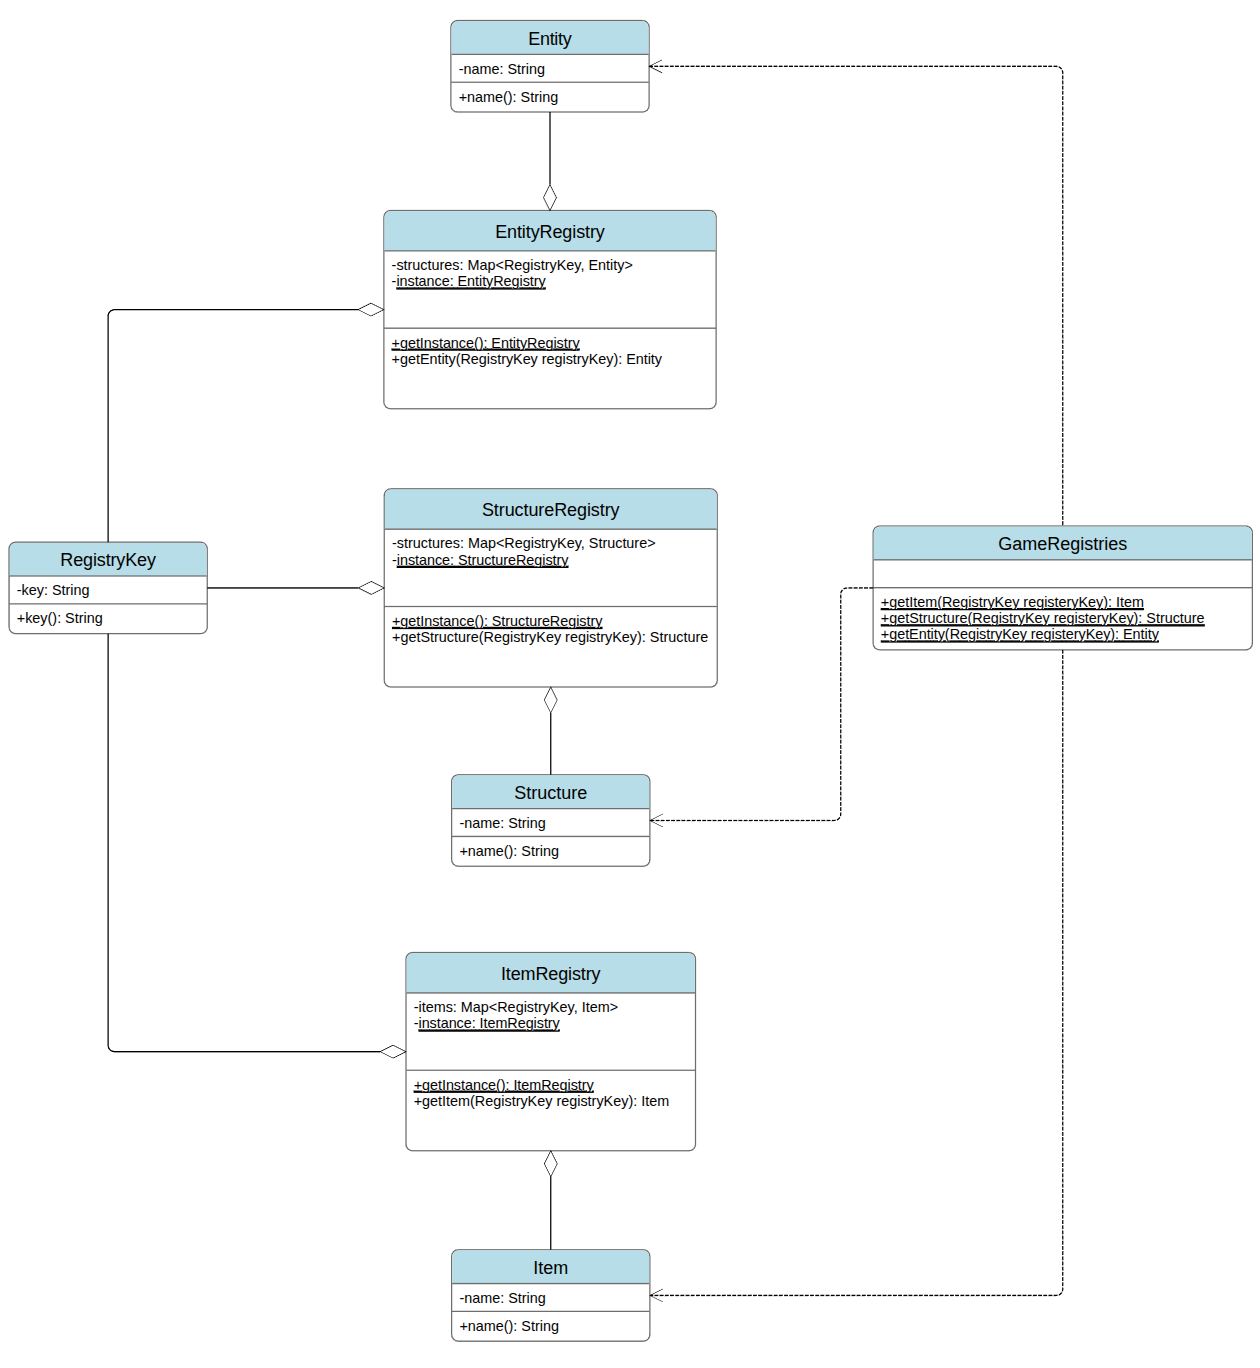 Entity
-name: String
+name(): String
EntityRegistry
-structures: Map<RegistryKey, Entity>
-instance: EntityRegistry
+getInstance(): EntityRegistry
+getEntity(RegistryKey registryKey): Entity
StructureRegistry
-structures: Map<RegistryKey, Structure>
-instance: StructureRegistry
+getInstance(): StructureRegistry
+getStructure(RegistryKey registryKey): Structure
RegistryKey
-key: String
+key(): String
GameRegistries
+getItem(RegistryKey registeryKey): Item
+getStructure(RegistryKey registeryKey): Structure
+getEntity(RegistryKey registeryKey): Entity
Structure
-name: String
+name(): String
ItemRegistry
-items: Map<RegistryKey, Item>
-instance: ItemRegistry
+getInstance(): ItemRegistry
+getItem(RegistryKey registryKey): Item
Item
-name: String
+name(): String